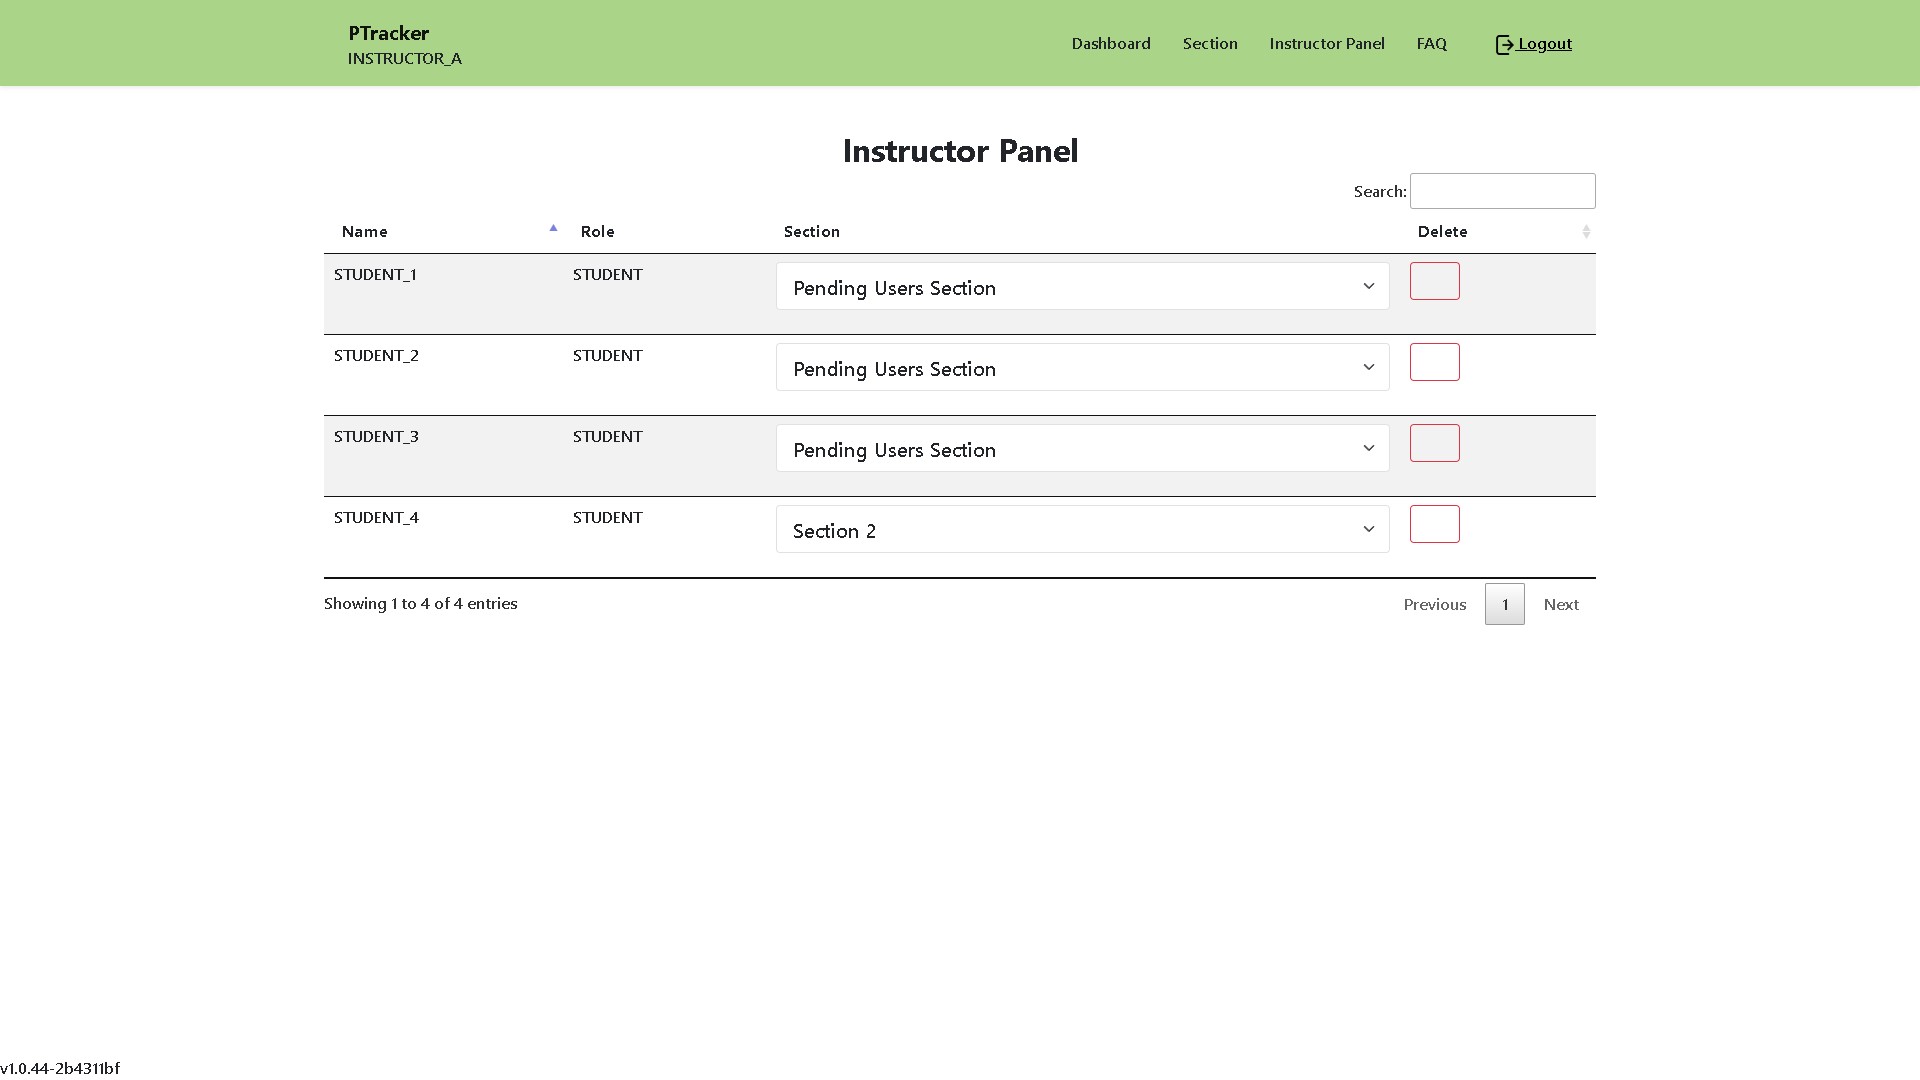 PTracker
INSTRUCTOR_A
Dashboard Section Instructor Panel FAQ Logout
Instructor Panel
Search:
Name Role Section Delete
STUDENT_1 STUDENT Pending Users Section
STUDENT_2 STUDENT Pending Users Section
STUDENT_3 STUDENT Pending Users Section
STUDENT_4 STUDENT Section 2
Showing 1 to 4 of 4 entries Previous 1 Next
v1.0.44-2b4311bf